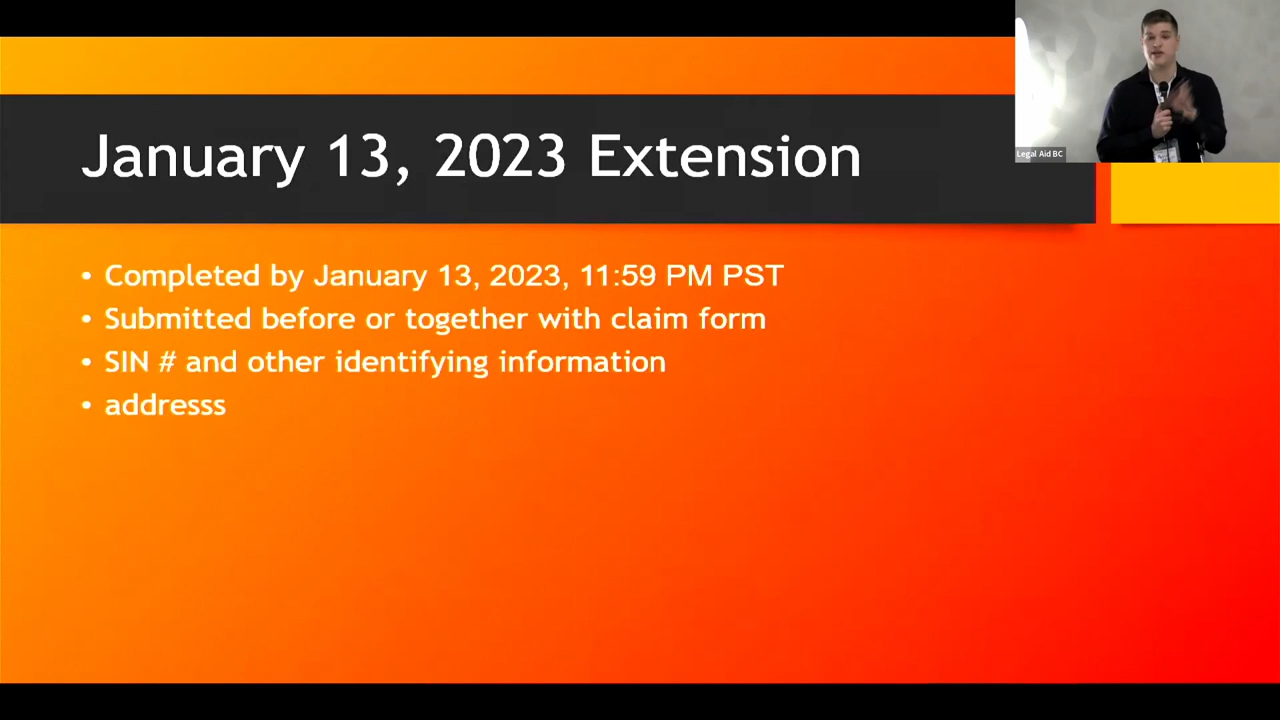 January 13, 2023 Extension
Legal Aid BC
• Completed by January 13, 2023, 11:59 PM PST
• Submitted before or together with claim form
• SIN # and other identifying information
• addresss